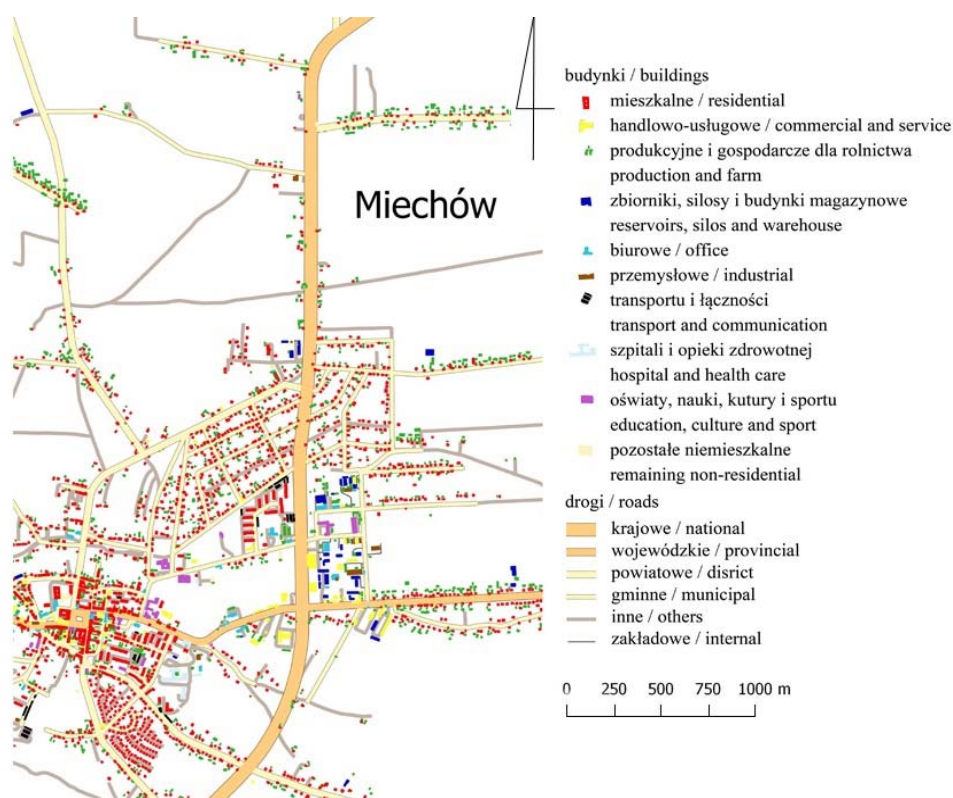 Miechów
budynki / buildings
mieszkalne / residential
handlowo-usługowe / commercial and service
produkcyjne i gospodarcze dla rolnictwa
production and farm
zbiorniki, silosy i budynki magazynowe
reservoirs, silos and warehouse
biurowe / office
przemysłowe / industrial
transportu i łączności
transport and communication
szpitali i opieki zdrowotnej
hospital and health care
oświaty, nauki, kutury i sportu
education, culture and sport
pozostałe niemieszkalne
remaining non-residential
drogi / roads
krajowe / national
wojewódzkie / provincial
powiatowe / disrict
gminne / municipal
inne / others
zakładowe / internal
0 250 500 750 1000 m